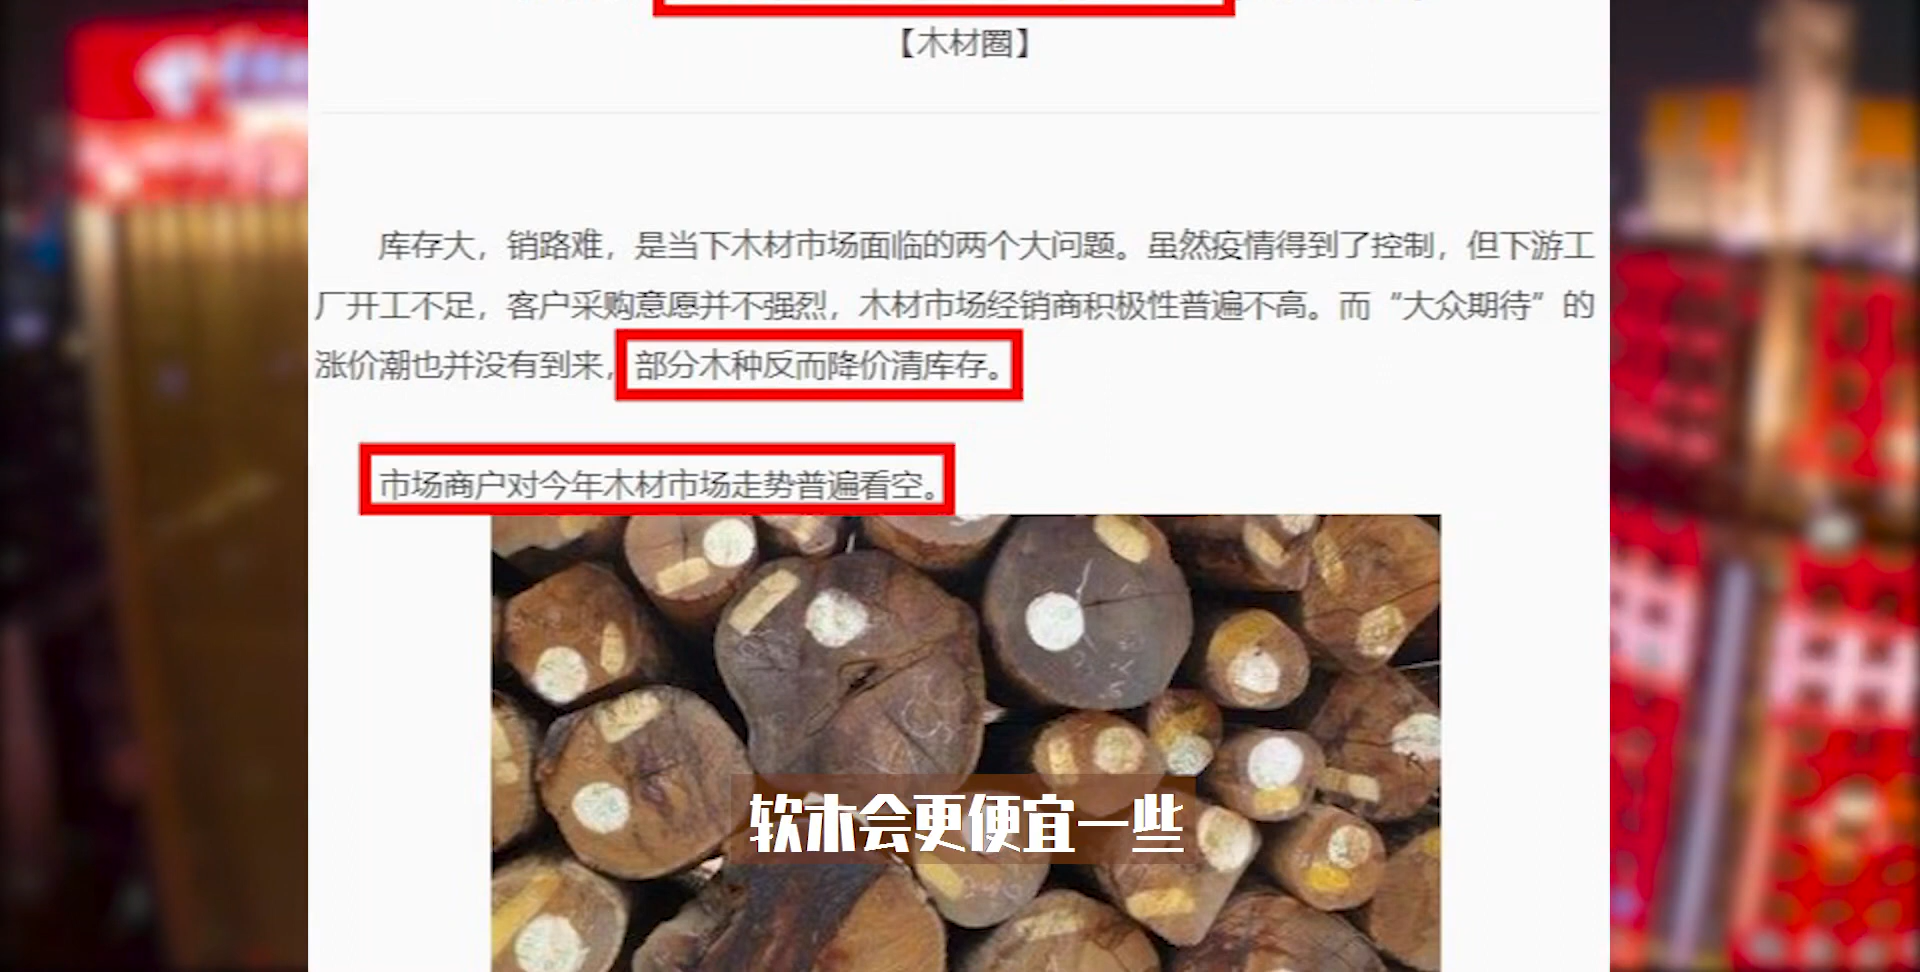 【木材圈】
库存大，销路难，是当下木材市场面临的两个大问题。虽然疫情得到了控制，但下游工
厂开工不足，客户采购意愿并不强烈，木材市场经销商积极性普遍不高。而“大众期待”的
涨价潮也并没有到来，部分木种反而降价清库存。
市场商户对今年木材市场走势普遍看空。
软木会更便宜一些